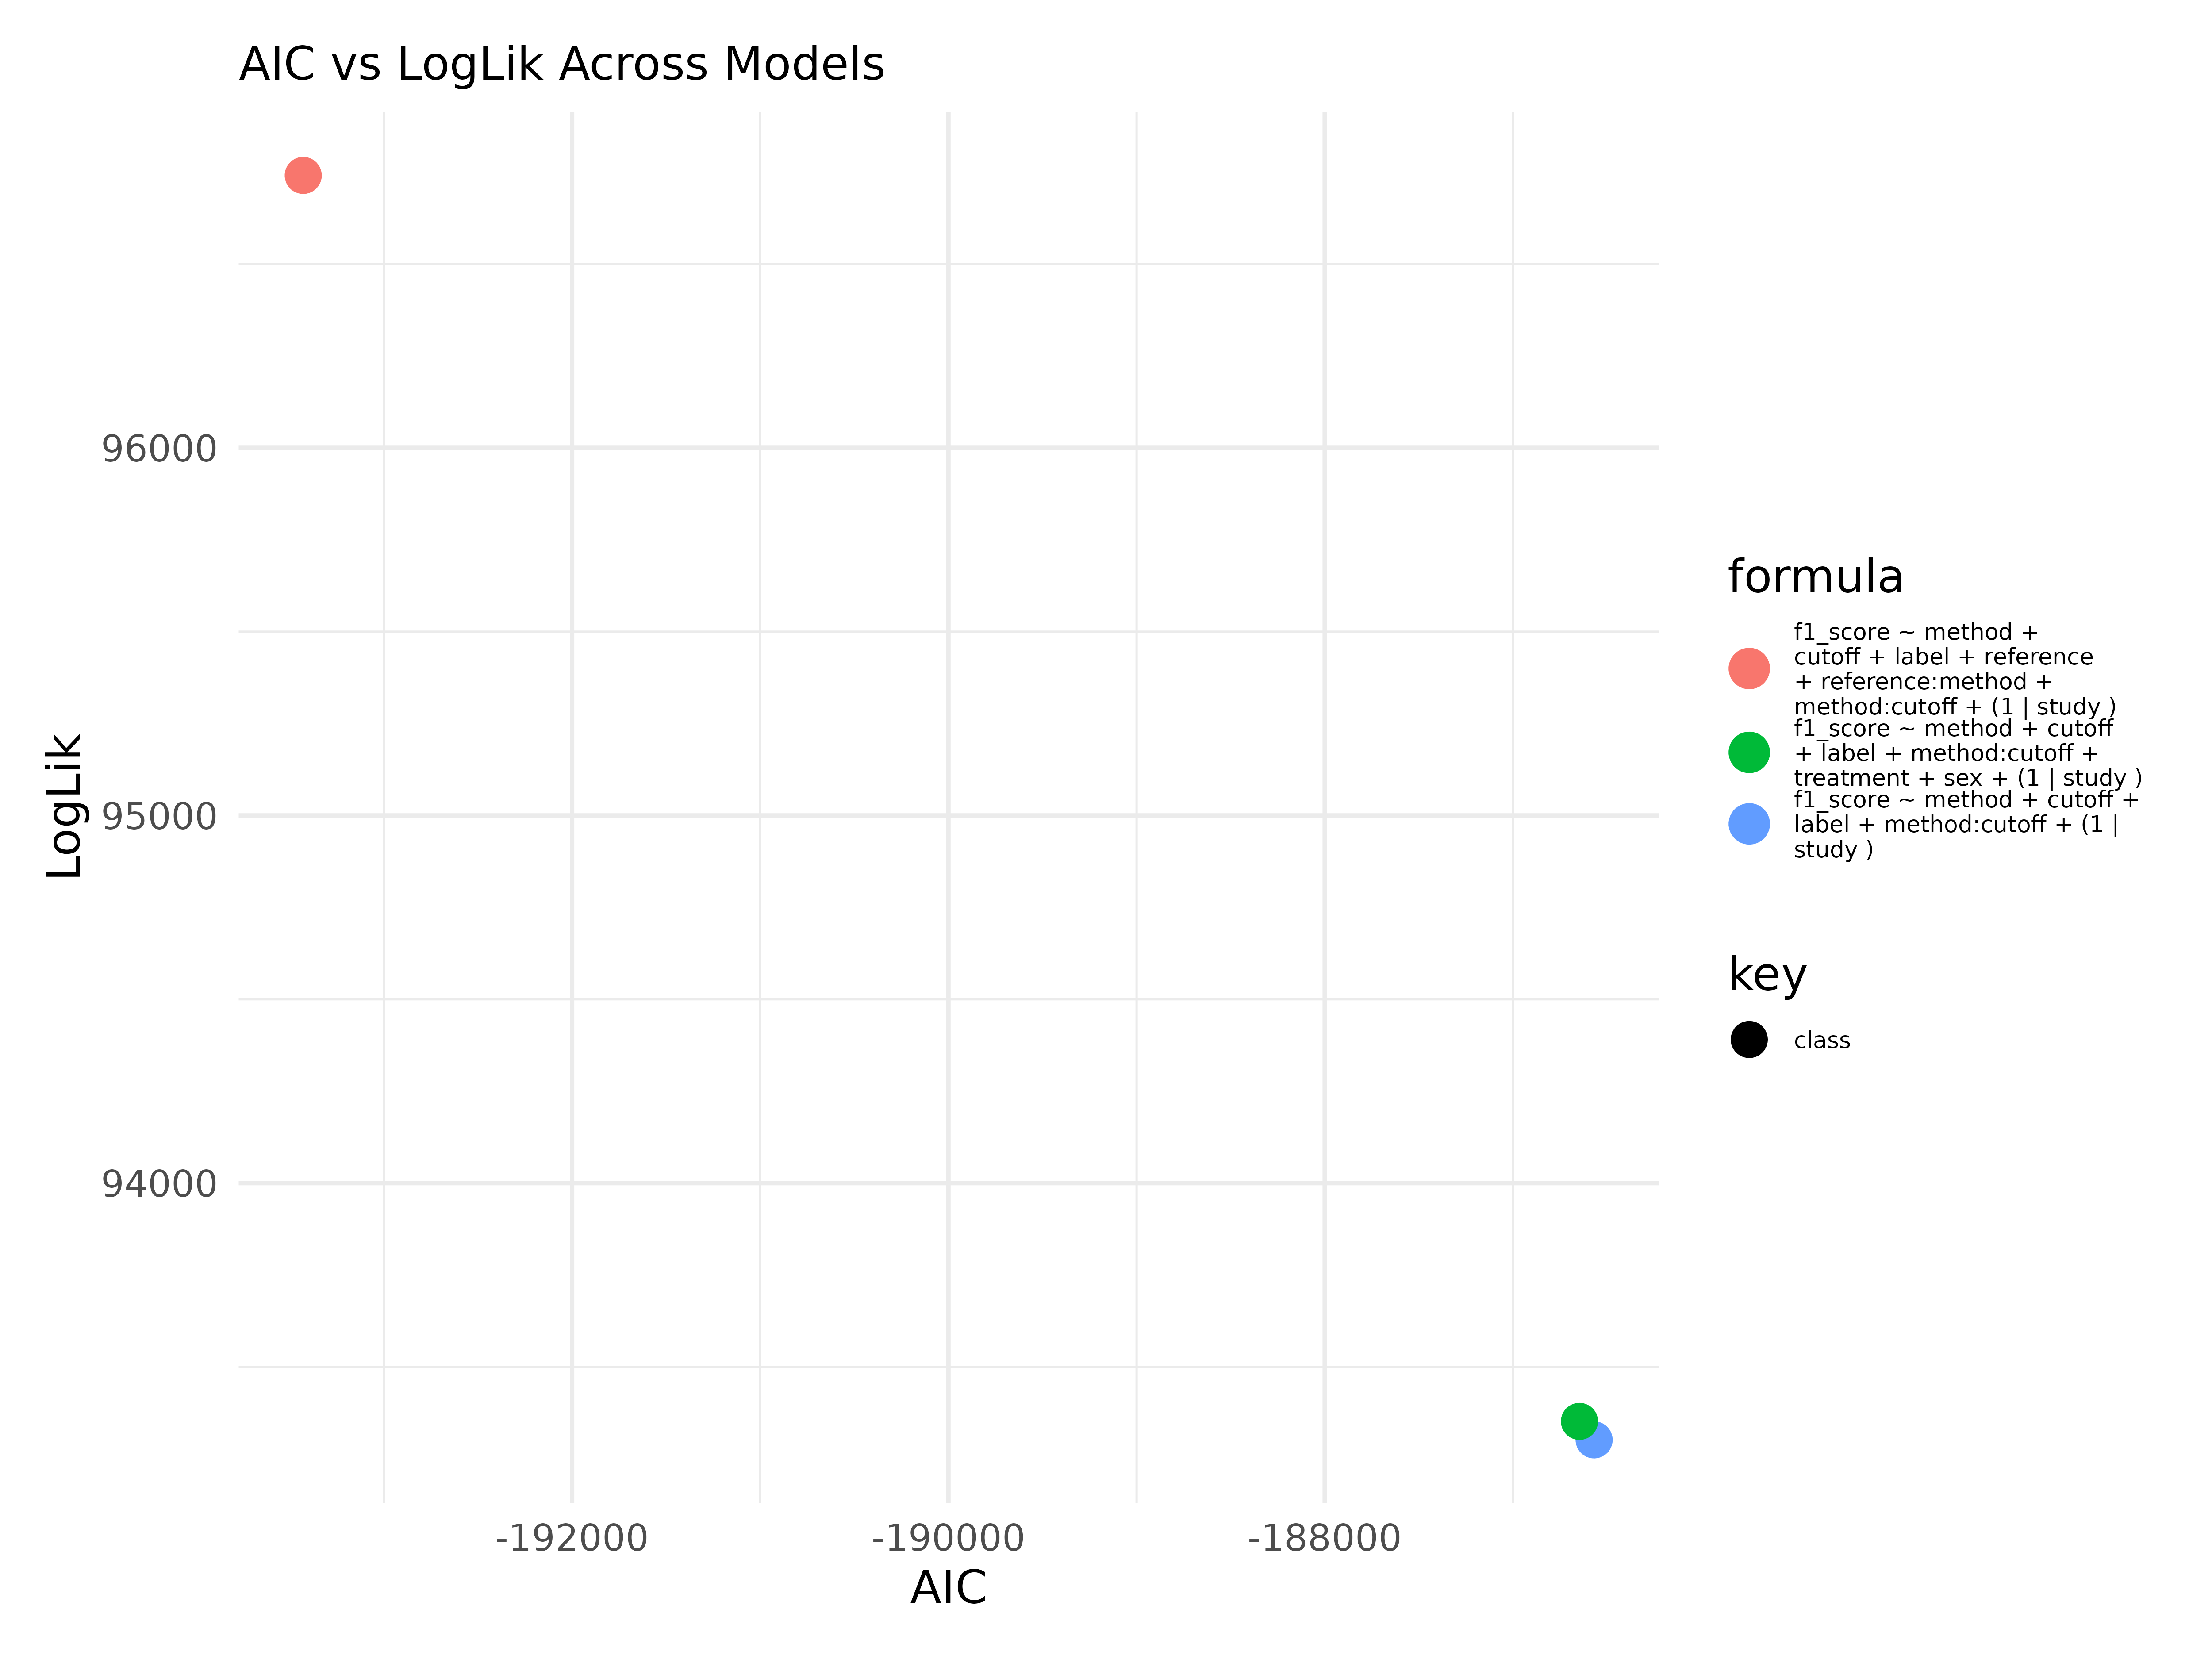 AIC vs LogLik Across Models
LogLik
96000
95000
94000
-192000
-190000
-188000
AIC
formula
f1_score ~ method +
cutoff + label + reference
+ reference:method +
method:cutoff + (1 | study )
f1_score ~ method + cutoff
+ label + method:cutoff +
treatment + sex + (1 | study )
f1_score ~ method + cutoff +
label + method:cutoff + (1 |
study )
key
class